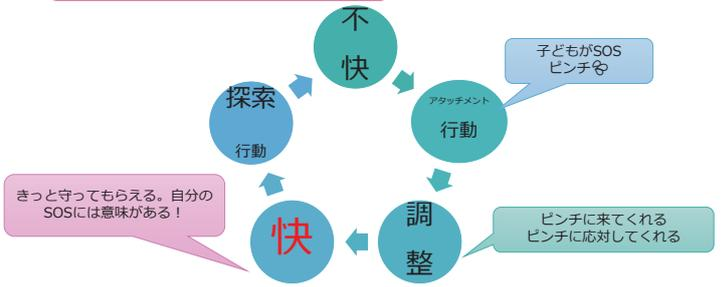 不
快
子どもがSOS
ピンチ💦
アタッチメント
行動
調
整
ピンチに来てくれる
ピンチに応対してくれる
快
きっと守ってもらえる。自分の
SOSには意味がある！
探索
行動